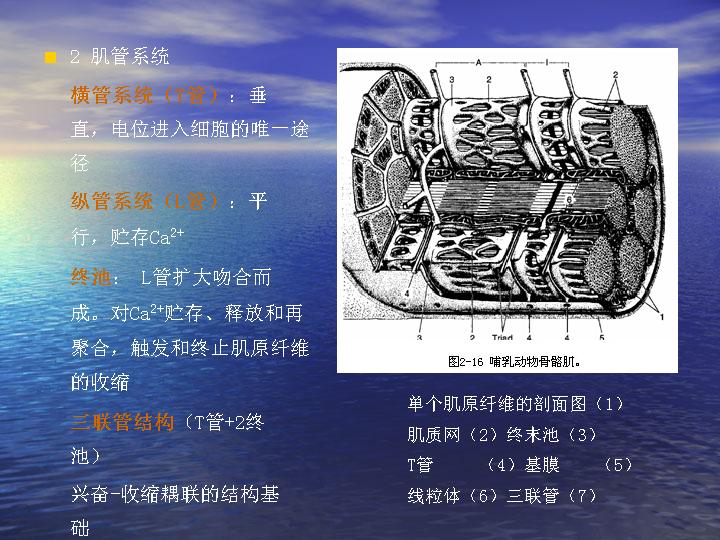 2 肌管系统
横管系统（T管）：垂
直，电位进入细胞的唯一途
径
纵管系统（L管）：平
行，贮存Ca2+
终池： L管扩大吻合而
成。对Ca2+贮存、释放和再
聚合，触发和终止肌原纤维
的收缩
三联管结构（T管+2终
池）
兴奋-收缩耦联的结构基
础
A I
3 2 2
6
4 2 Triad 4 4 5 1
图2-16 哺乳动物骨骼肌。
单个肌原纤维的剖面图（1）
肌质网（2）终末池（3）
T管 （4）基膜 （5）
线粒体（6）三联管（7）